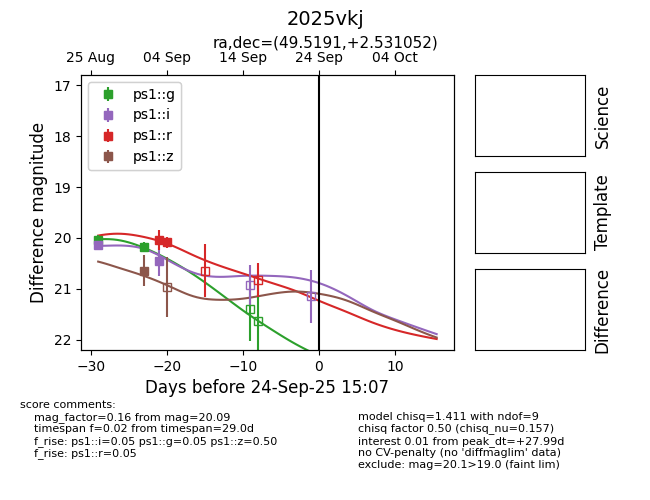 2025vkj
ra,dec=(49.5191,+2.531052)
25 Aug 04 Sep 14 Sep 24 Sep 04 Oct
17
18
19
20
21
22
Difference magnitude
ps1::g
ps1::i
ps1::r
ps1::z
−30 −20 −10 0 10
Days before 24-Sep-25 15:07
Science
Template
Difference
score comments:
mag_factor=0.16 from mag=20.09
timespan f=0.02 from timespan=29.0d
f_rise: ps1::i=0.05 ps1::g=0.05 ps1::z=0.50
f_rise: ps1::r=0.05
model chisq=1.411 with ndof=9
chisq factor 0.50 (chisq_nu=0.157)
interest 0.01 from peak_dt=+27.99d
no CV-penalty (no 'diffmaglim' data)
exclude: mag=20.1>19.0 (faint lim)